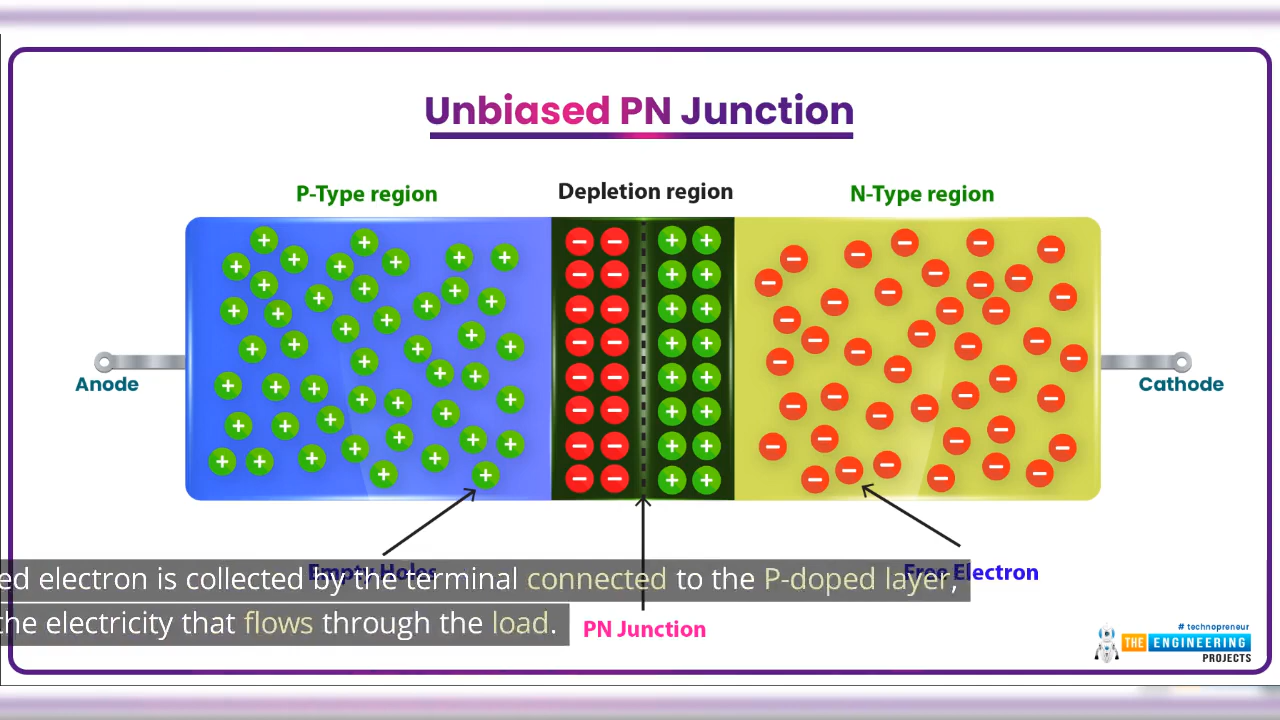 Unbiased PN Junction
P-Type region
Depletion region
N-Type region
Anode
Cathode
Empty Holes
Free Electron
ed electron is collected by the terminal connected to the P-doped layer,
the electricity that flows through the load.
PN Junction
# technopreneur
THE ENGINEERING
PROJECTS